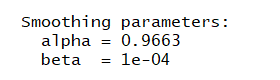 Smoothing parameters:
alpha = 0.9663
beta = 1e-04